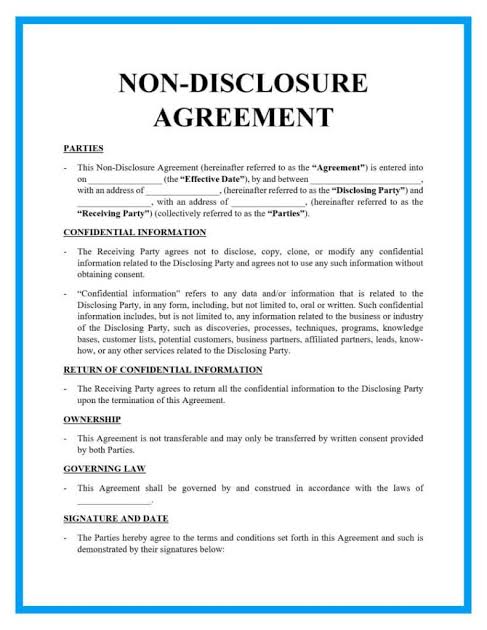 NON-DISCLOSURE
AGREEMENT
PARTIES
- This Non-Disclosure Agreement (hereinafter referred to as the “Agreement”) is entered into
on ________________ (the “Effective Date”), by and between ________________________,
with an address of ________________, (hereinafter referred to as the “Disclosing Party”) and
________________, with an address of ________________, (hereinafter referred to as the
“Receiving Party”) (collectively referred to as the “Parties”).
CONFIDENTIAL INFORMATION
- The Receiving Party agrees not to disclose, copy, clone, or modify any confidential
information related to the Disclosing Party and agrees not to use any such information without
obtaining consent.
- “Confidential information” refers to any data and/or information that is related to the
Disclosing Party, in any form, including, but not limited to, oral or written. Such confidential
information includes, but is not limited to, any information related to the business or industry
of the Disclosing Party, such as discoveries, processes, techniques, programs, knowledge
bases, customer lists, potential customers, business partners, affiliated partners, leads, know-
how, or any other services related to the Disclosing Party.
RETURN OF CONFIDENTIAL INFORMATION
- The Receiving Party agrees to return all the confidential information to the Disclosing Party
upon the termination of this Agreement.
OWNERSHIP
- This Agreement is not transferable and may only be transferred by written consent provided
by both Parties.
GOVERNING LAW
- This Agreement shall be governed by and construed in accordance with the laws of
________________.
SIGNATURE AND DATE
- The Parties hereby agree to the terms and conditions set forth in this Agreement and such is
demonstrated by their signatures below: